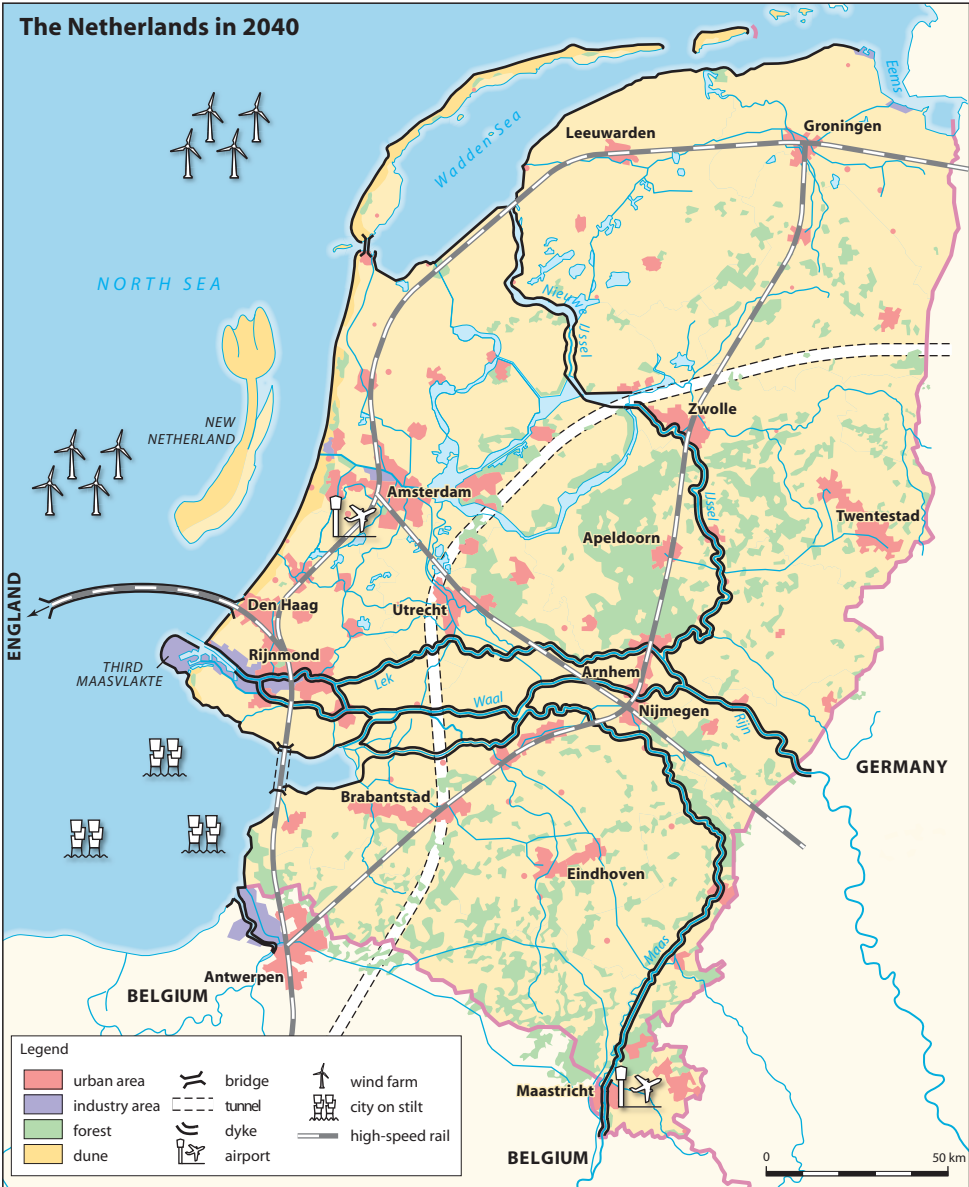 The Netherlands in 2040
Eems
Groningen
Leeuwarden
Wadden Sea
NORTH SEA
Nieuwe IJssel
NEW
NETHERLAND
Zwolle
Amsterdam
IJssel
Twentestad
Apeldoorn
ENGLAND
Den Haag
Utrecht
Rijnmond
THIRD
MAASVLAKTE
Lek
Arnhem
Waal
Nijmegen
Rijn
GERMANY
Brabantstad
Eindhoven
Maas
Antwerpen
BELGIUM
Maastricht
BELGIUM
Legend
urban area
industry area
forest
dune
bridge
tunnel
dyke
airport
wind farm
city on stilt
high-speed rail
0
50 km